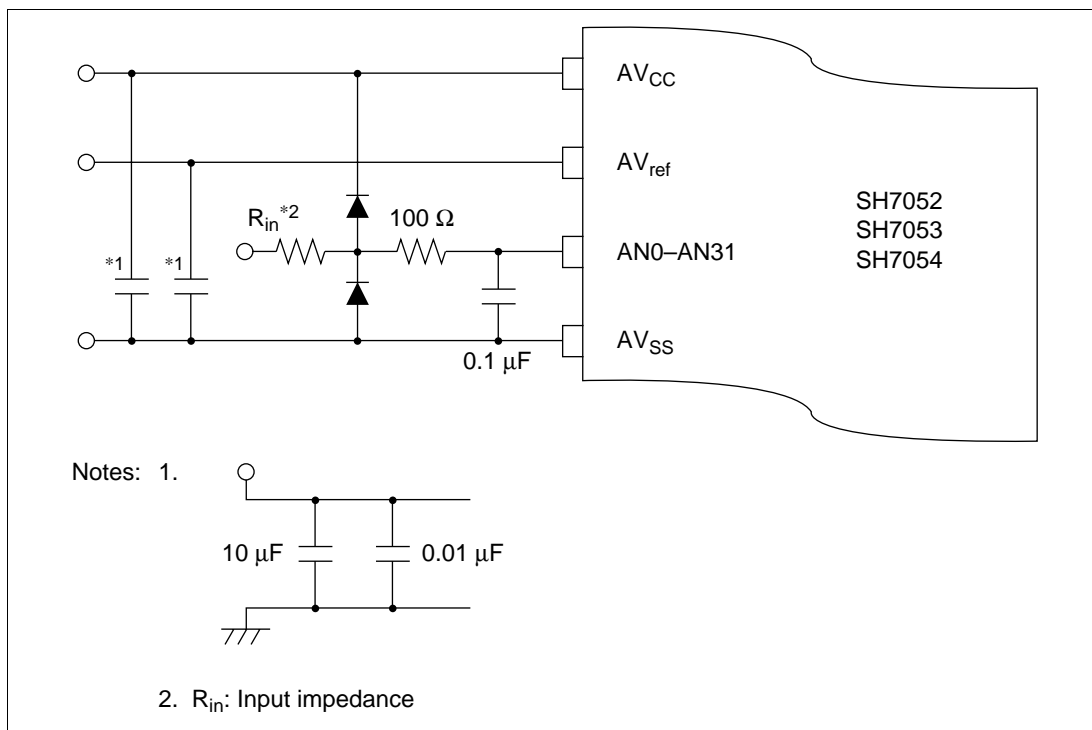 AVCC
AVref
Rin*2
100 Ω
*1
*1
AN0–AN31
SH7052
SH7053
SH7054
AVSS
0.1 μF
Notes: 1.
10 μF
0.01 μF
2. Rin: Input impedance